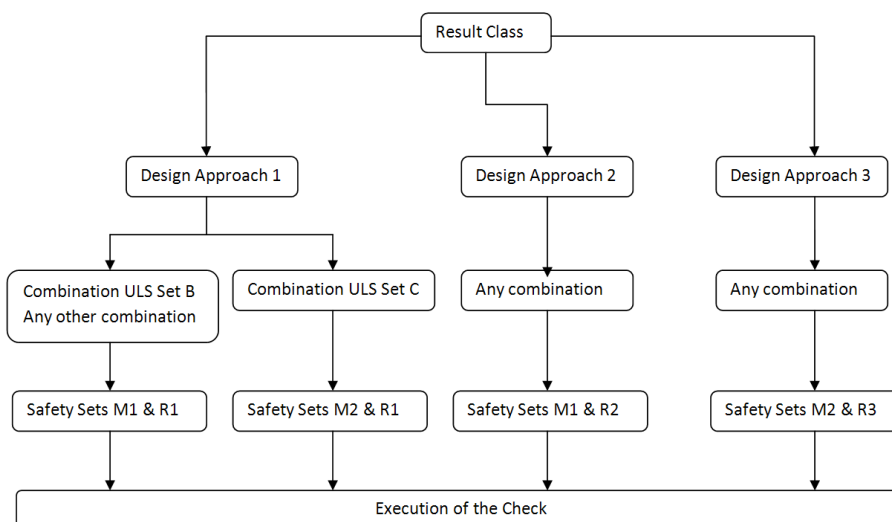 Result Class
Design Approach 1
Design Approach 2
Design Approach 3
Combination ULS Set B
Any other combination
Combination ULS Set C
Any combination
Any combination
Safety Sets M1 & R1
Safety Sets M2 & R1
Safety Sets M1 & R2
Safety Sets M2 & R3
Execution of the Check